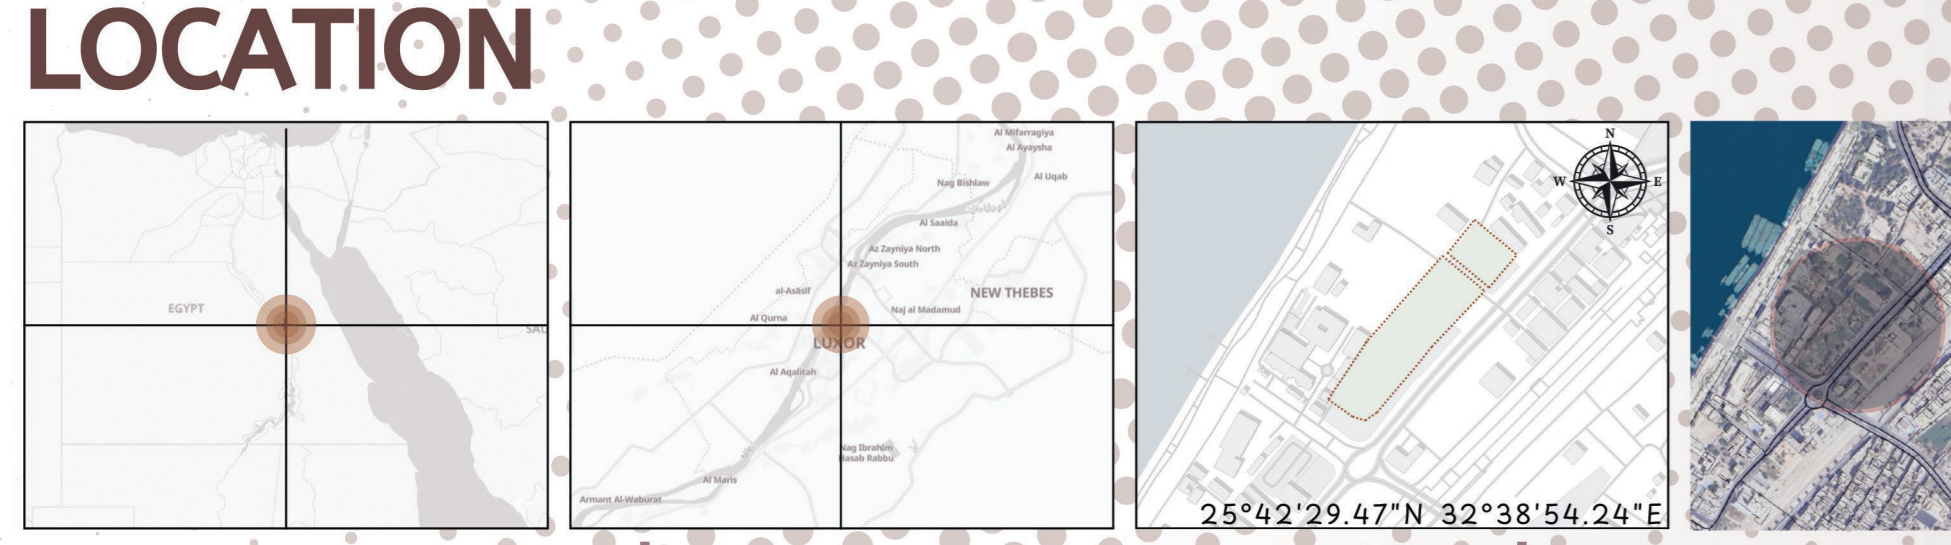 LOCATION
EGYPT
SAU
Al Mifarragiya
Al Ayaysha
Al Uqab
Nag Bishlaw
Al Saaida
Az Zayniya North
Az Zayniya South
al-Asāsīf
NEW THEBES
Al Qurna
Naj al Madamud
LUXOR
Al Aqalitah
Nag Ibrahim
Hasab Rabbu
Al Maris
Armant Al-Waburat
N
W
E
S
25°42'29.47"N 32°38'54.24"E